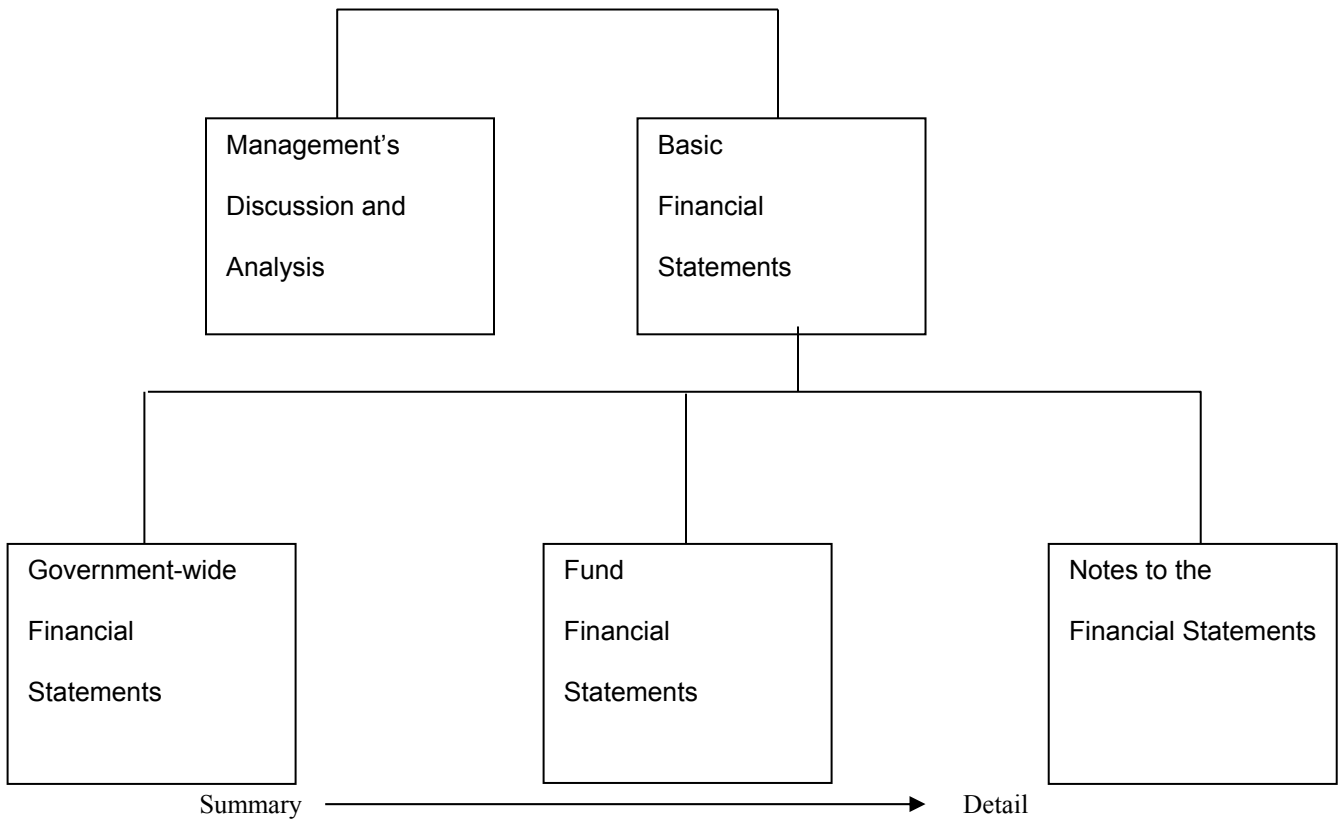 Management’s
Discussion and
Analysis
Basic
Financial
Statements
Government-wide
Financial
Statements
Fund
Financial
Statements
Notes to the
Financial Statements
Summary
Detail